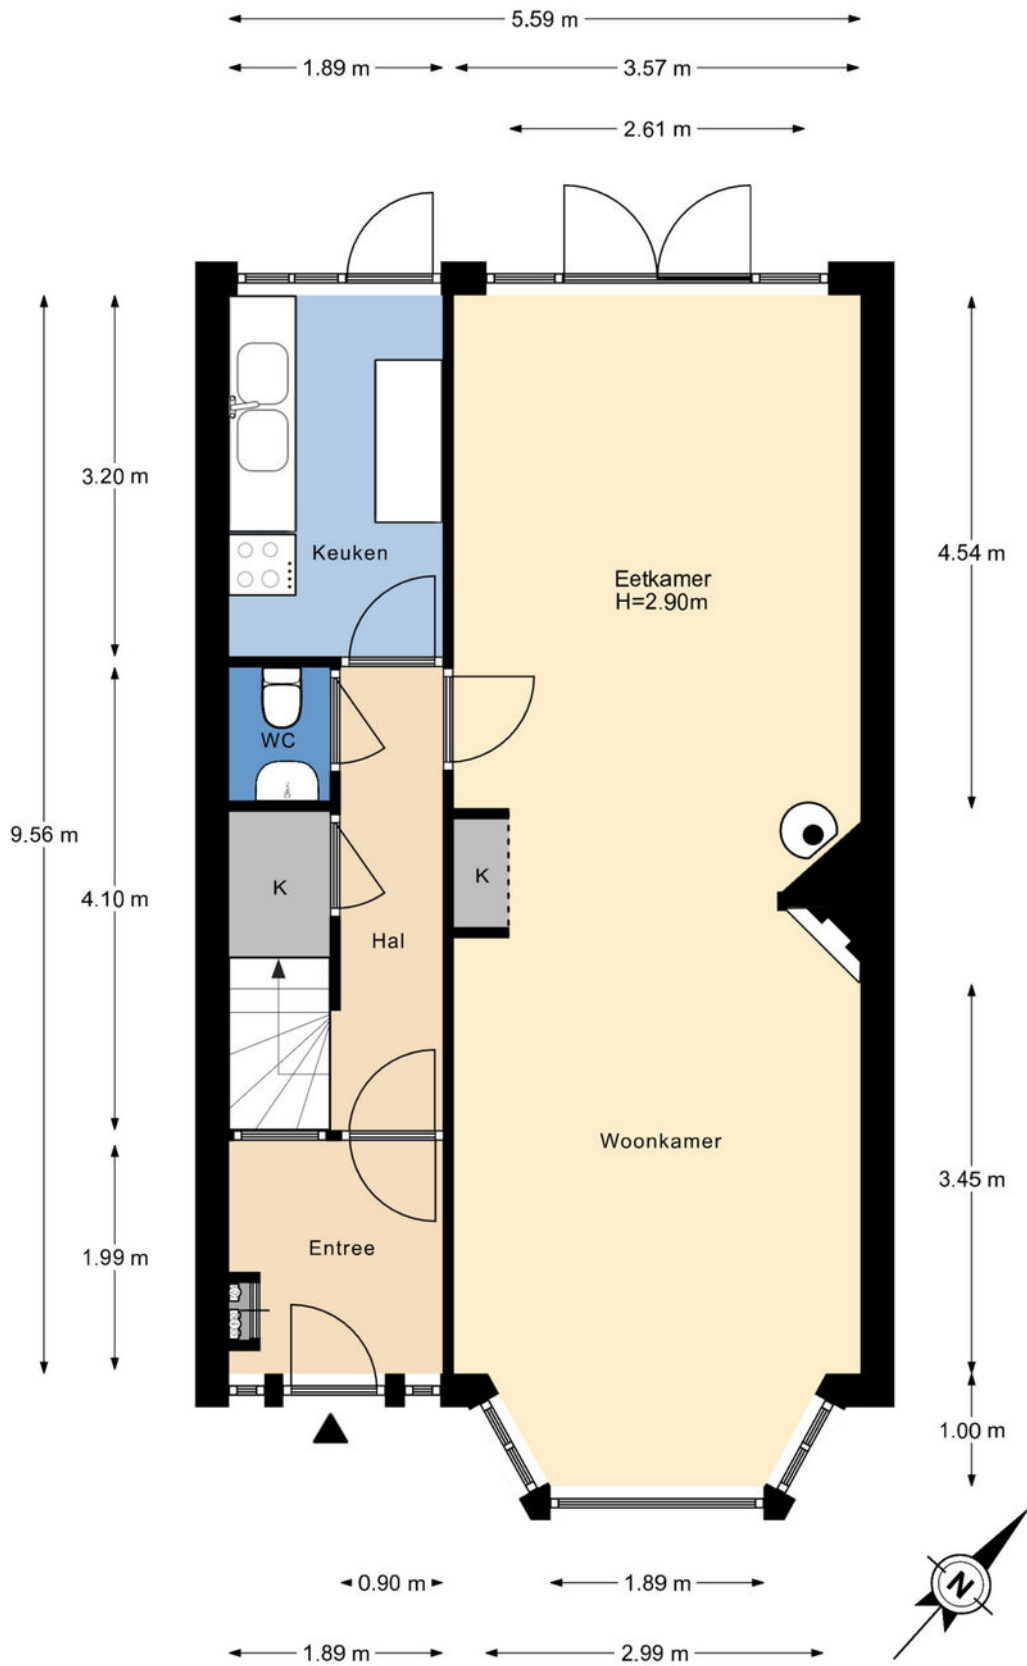 5.59 m
1.89 m
3.57 m
2.61 m
3.20 m
Keuken
4.54 m
Eetkamer
H=2.90m
WC
9.56 m
4.10 m
K
K
Hal
Woonkamer
3.45 m
1.99 m
Entree
1.00 m
0.90 m
1.89 m
N
1.89 m
2.99 m